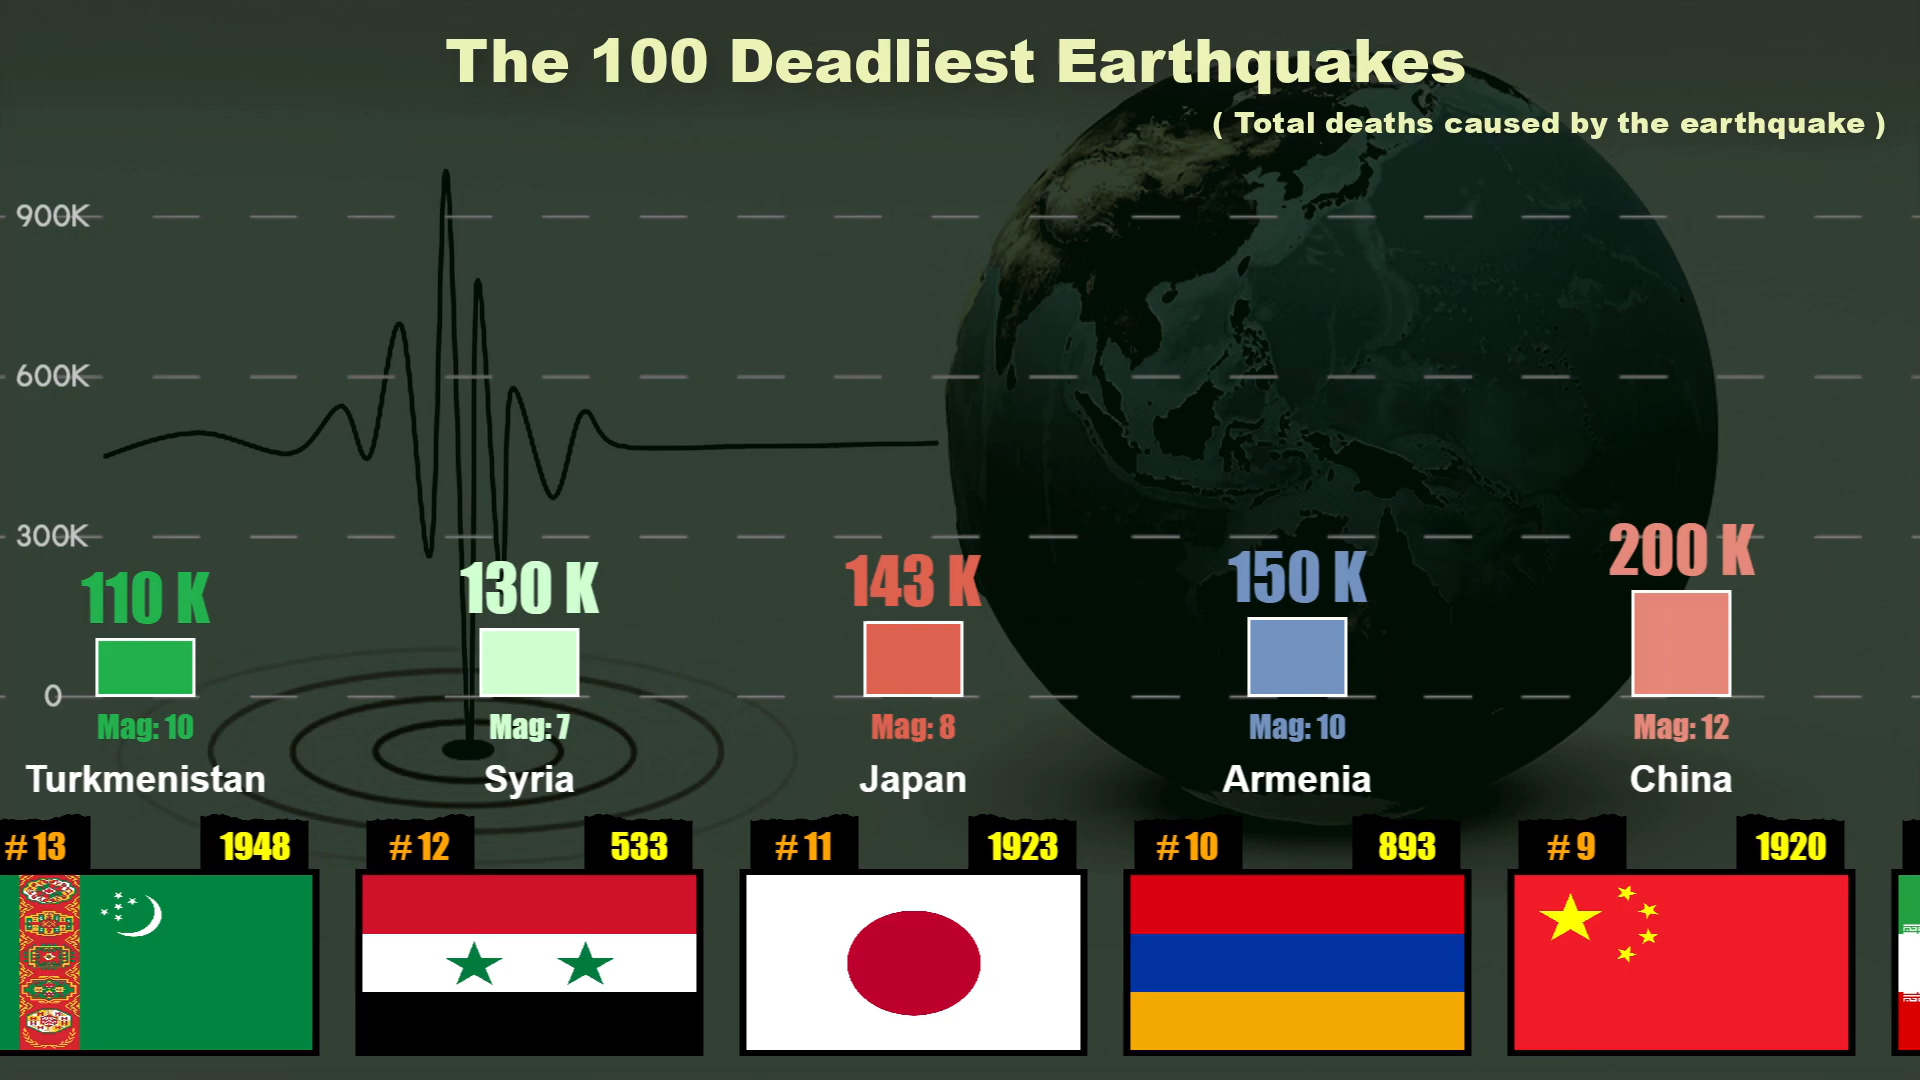 The 100 Deadliest Earthquakes
( Total deaths caused by the earthquake )
900K
600K
300K
0
110 K
130 K
143 K
150 K
200 K
Mag: 10
Mag: 7
Mag: 8
Mag: 10
Mag: 12
Turkmenistan
Syria
Japan
Armenia
China
# 13
1948
# 12
533
# 11
1923
# 10
893
# 9
1920